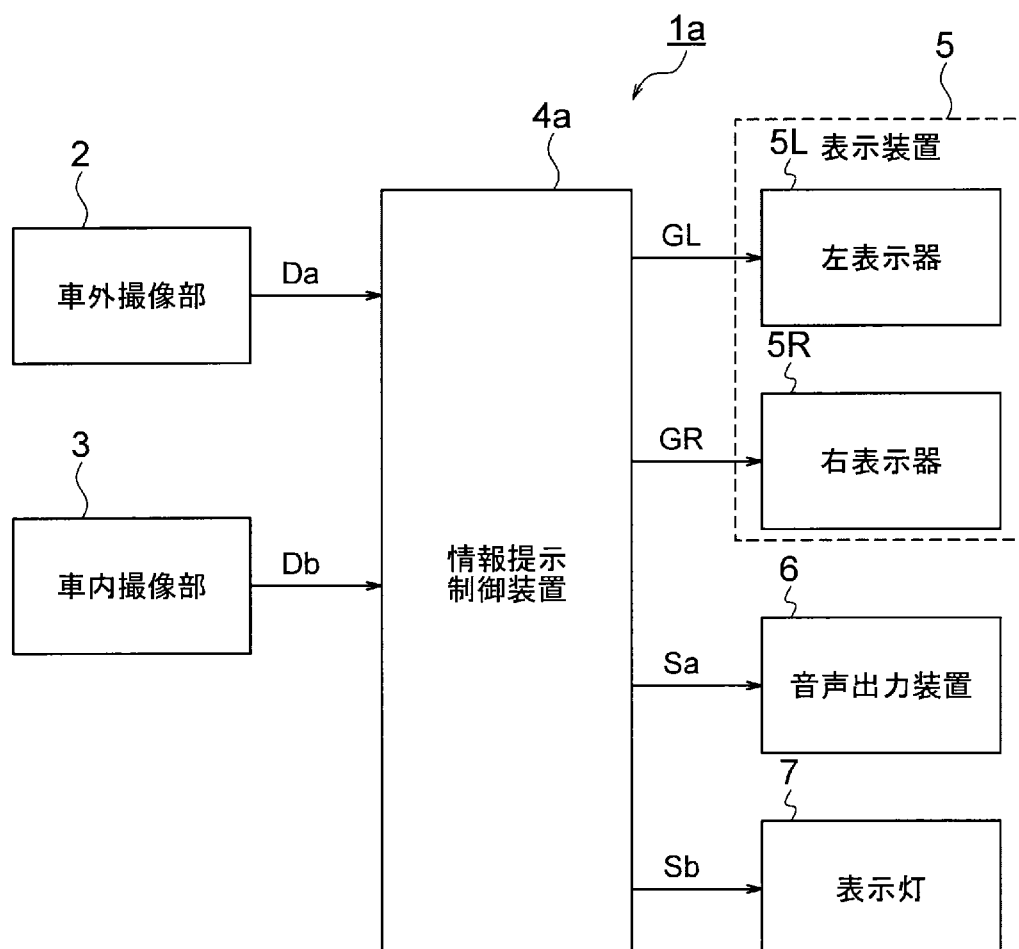 1a
5
4a
5L 表示装置
2
GL
左表示器
Da
車外撮像部
5R
GR
右表示器
3
情報提示
制御装置
Db
車内撮像部
6
Sa
音声出力装置
7
Sb
表示灯